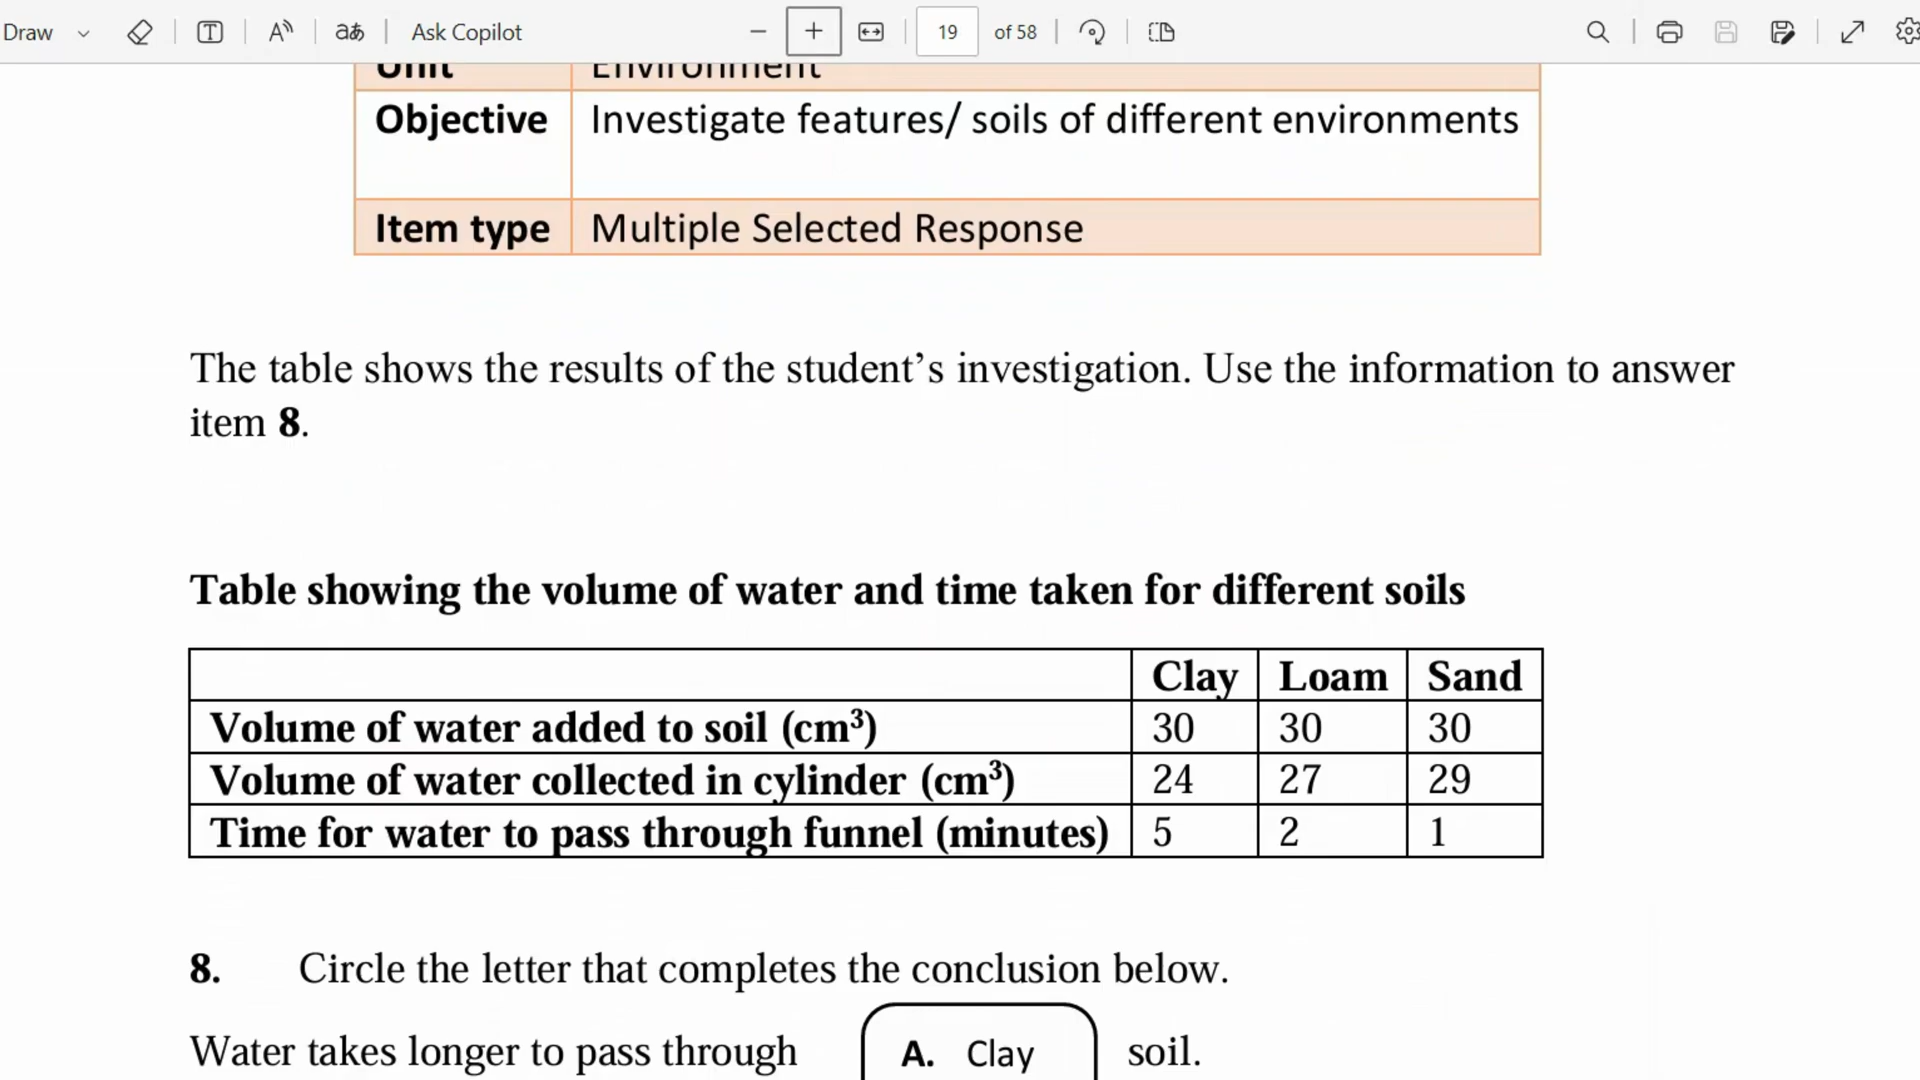 Draw Ask Copilot 19 of 58
Unit Environment
Objective Investigate features/ soils of different environments
Item type Multiple Selected Response
The table shows the results of the student’s investigation. Use the information to answer
item 8.
Table showing the volume of water and time taken for different soils
Clay Loam Sand
Volume of water added to soil (cm³) 30 30 30
Volume of water collected in cylinder (cm³) 24 27 29
Time for water to pass through funnel (minutes) 5 2 1
8. Circle the letter that completes the conclusion below.
Water takes longer to pass through A. Clay soil.